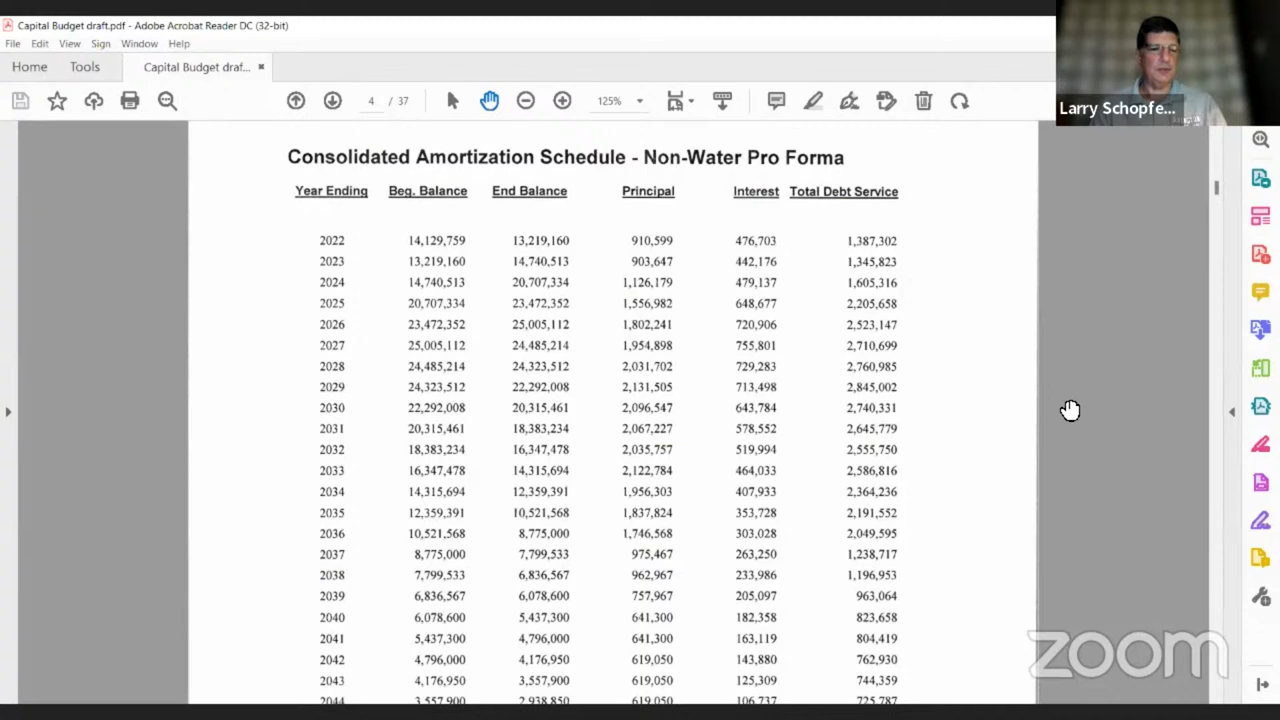 Capital Budget draft.pdf - Adobe Acrobat Reader DC (32-bit)
File Edit View Sign Window Help
Home Tools Capital Budget draf... ×
4 / 37 125%
Larry Schopfe...
Consolidated Amortization Schedule - Non-Water Pro Forma
Year Ending Beg. Balance End Balance Principal Interest Total Debt Service
2022 14,129,759 13,219,160 910,599 476,703 1,387,302
2023 13,219,160 14,740,513 903,647 442,176 1,345,823
2024 14,740,513 20,707,334 1,126,179 479,137 1,605,316
2025 20,707,334 23,472,352 1,556,982 648,677 2,205,658
2026 23,472,352 25,005,112 1,802,241 720,906 2,523,147
2027 25,005,112 24,485,214 1,954,898 755,801 2,710,699
2028 24,485,214 24,323,512 2,031,702 729,283 2,760,985
2029 24,323,512 22,292,008 2,131,505 713,498 2,845,002
2030 22,292,008 20,315,461 2,096,547 643,784 2,740,331
2031 20,315,461 18,383,234 2,067,227 578,552 2,645,779
2032 18,383,234 16,347,478 2,035,757 519,994 2,555,750
2033 16,347,478 14,315,694 2,122,784 464,033 2,586,816
2034 14,315,694 12,359,391 1,956,303 407,933 2,364,236
2035 12,359,391 10,521,568 1,837,824 353,728 2,191,552
2036 10,521,568 8,775,000 1,746,568 303,028 2,049,595
2037 8,775,000 7,799,533 975,467 263,250 1,238,717
2038 7,799,533 6,836,567 962,967 233,986 1,196,953
2039 6,836,567 6,078,600 757,967 205,097 963,064
2040 6,078,600 5,437,300 641,300 182,358 823,658
2041 5,437,300 4,796,000 641,300 163,119 804,419
2042 4,796,000 4,176,950 619,050 143,880 762,930
2043 4,176,950 3,557,900 619,050 125,309 744,359
2044 3,557,900 2,938,850 619,050 106,737 725,787
zoom